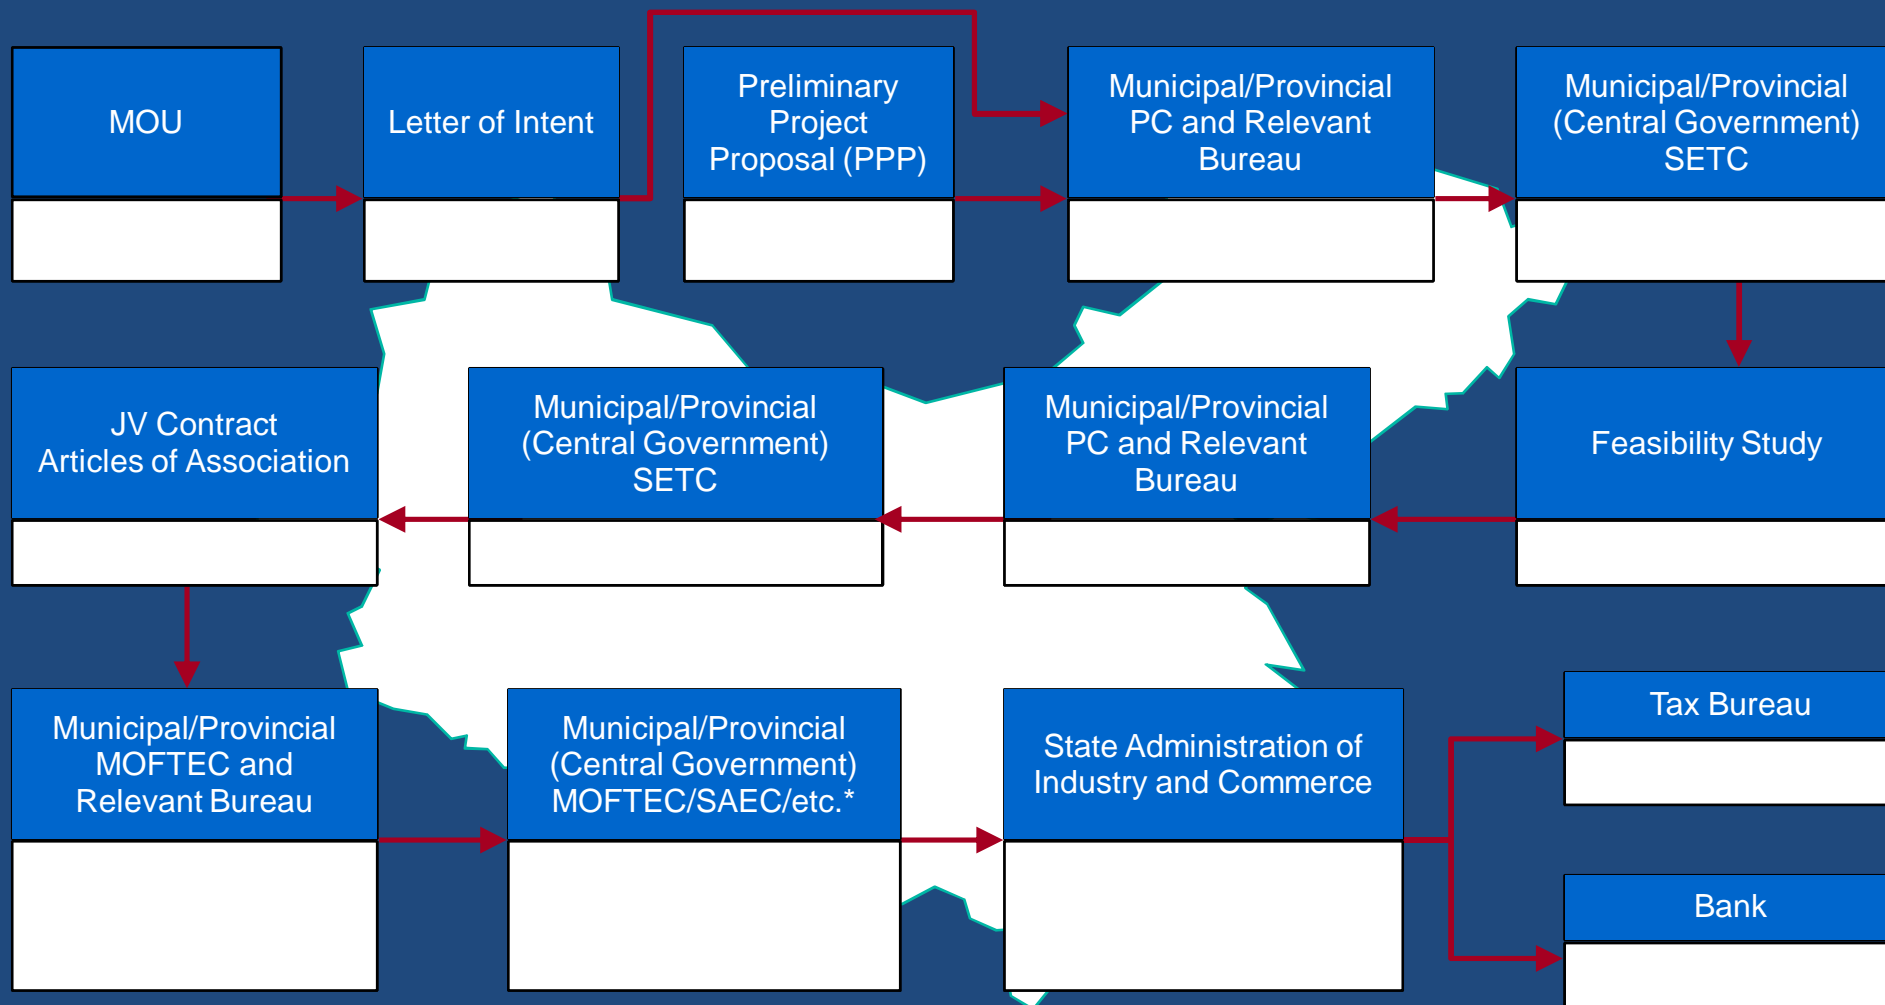 MOU
Letter of Intent
Preliminary
Project
Proposal (PPP)
Municipal/Provincial
PC and Relevant
Bureau
Municipal/Provincial
(Central Government)
SETC
JV Contract
Articles of Association
Municipal/Provincial
(Central Government)
SETC
Municipal/Provincial
PC and Relevant
Bureau
Feasibility Study
Municipal/Provincial
MOFTEC and
Relevant Bureau
Municipal/Provincial
(Central Government)
MOFTEC/SAEC/etc.*
State Administration of
Industry and Commerce
Tax Bureau
Bank